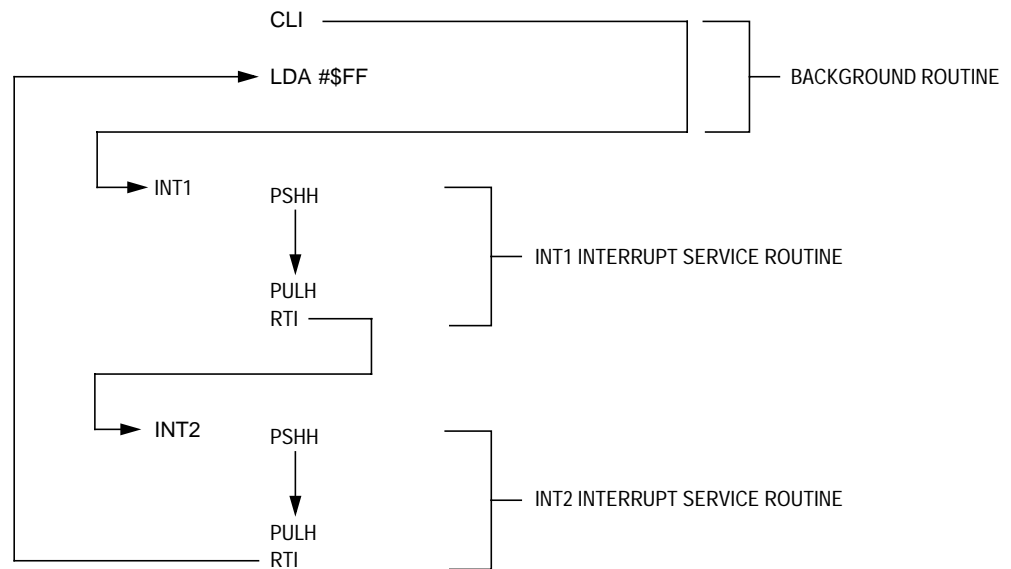 CLI
LDA #$FF
BACKGROUND ROUTINE
INT1
PSHH
INT1 INTERRUPT SERVICE ROUTINE
PULH
RTI
INT2
PSHH
INT2 INTERRUPT SERVICE ROUTINE
PULH
RTI